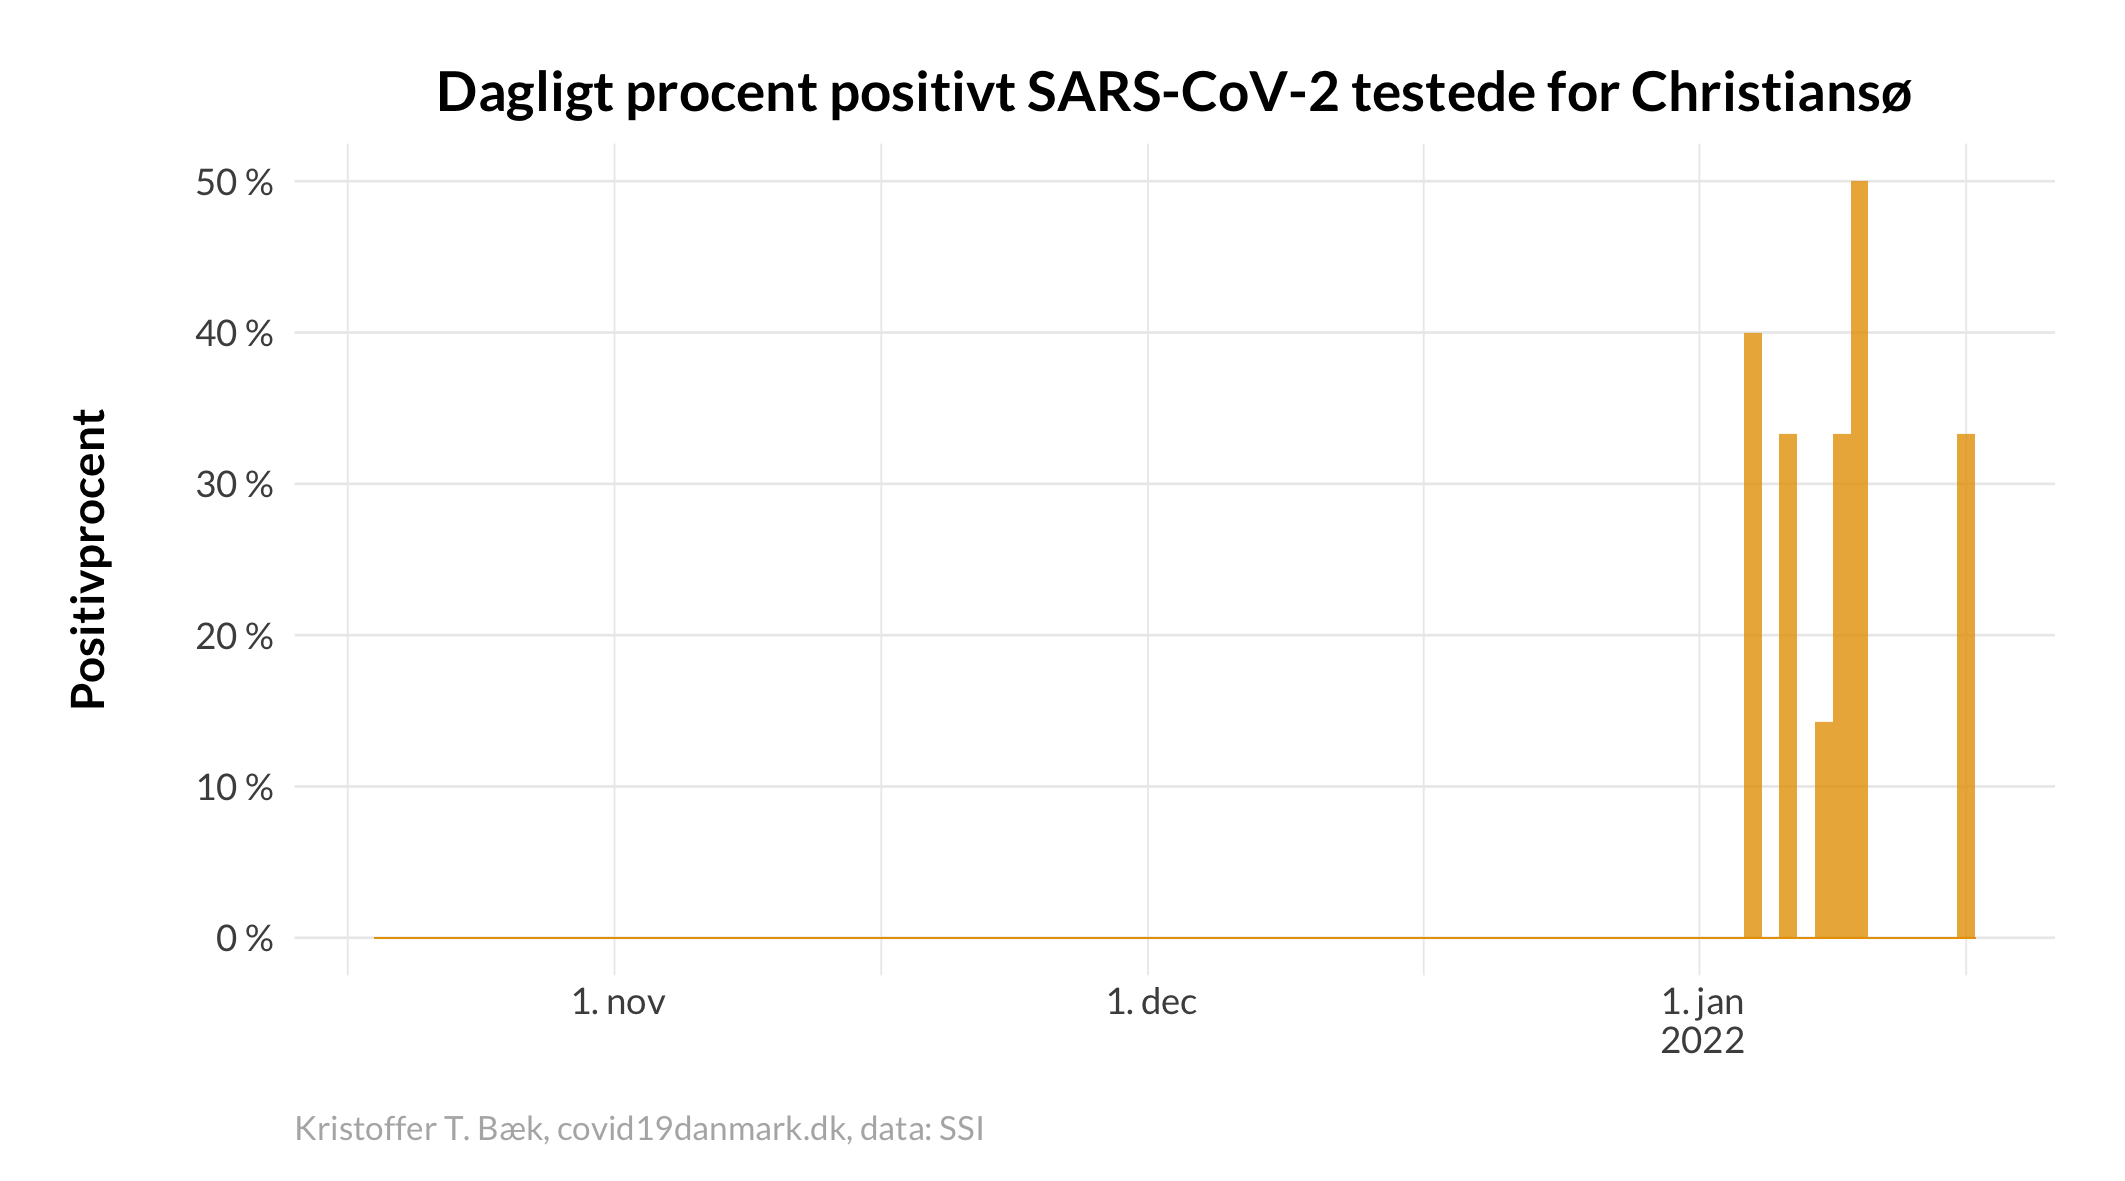 Dagligt procent positivt SARS-CoV-2 testede for Christiansø
Positivprocent
50 %
40 %
30 %
20 %
10 %
0 %
1. nov
1. dec
1. jan
2022
Kristoffer T. Bæk, covid19danmark.dk, data: SSI